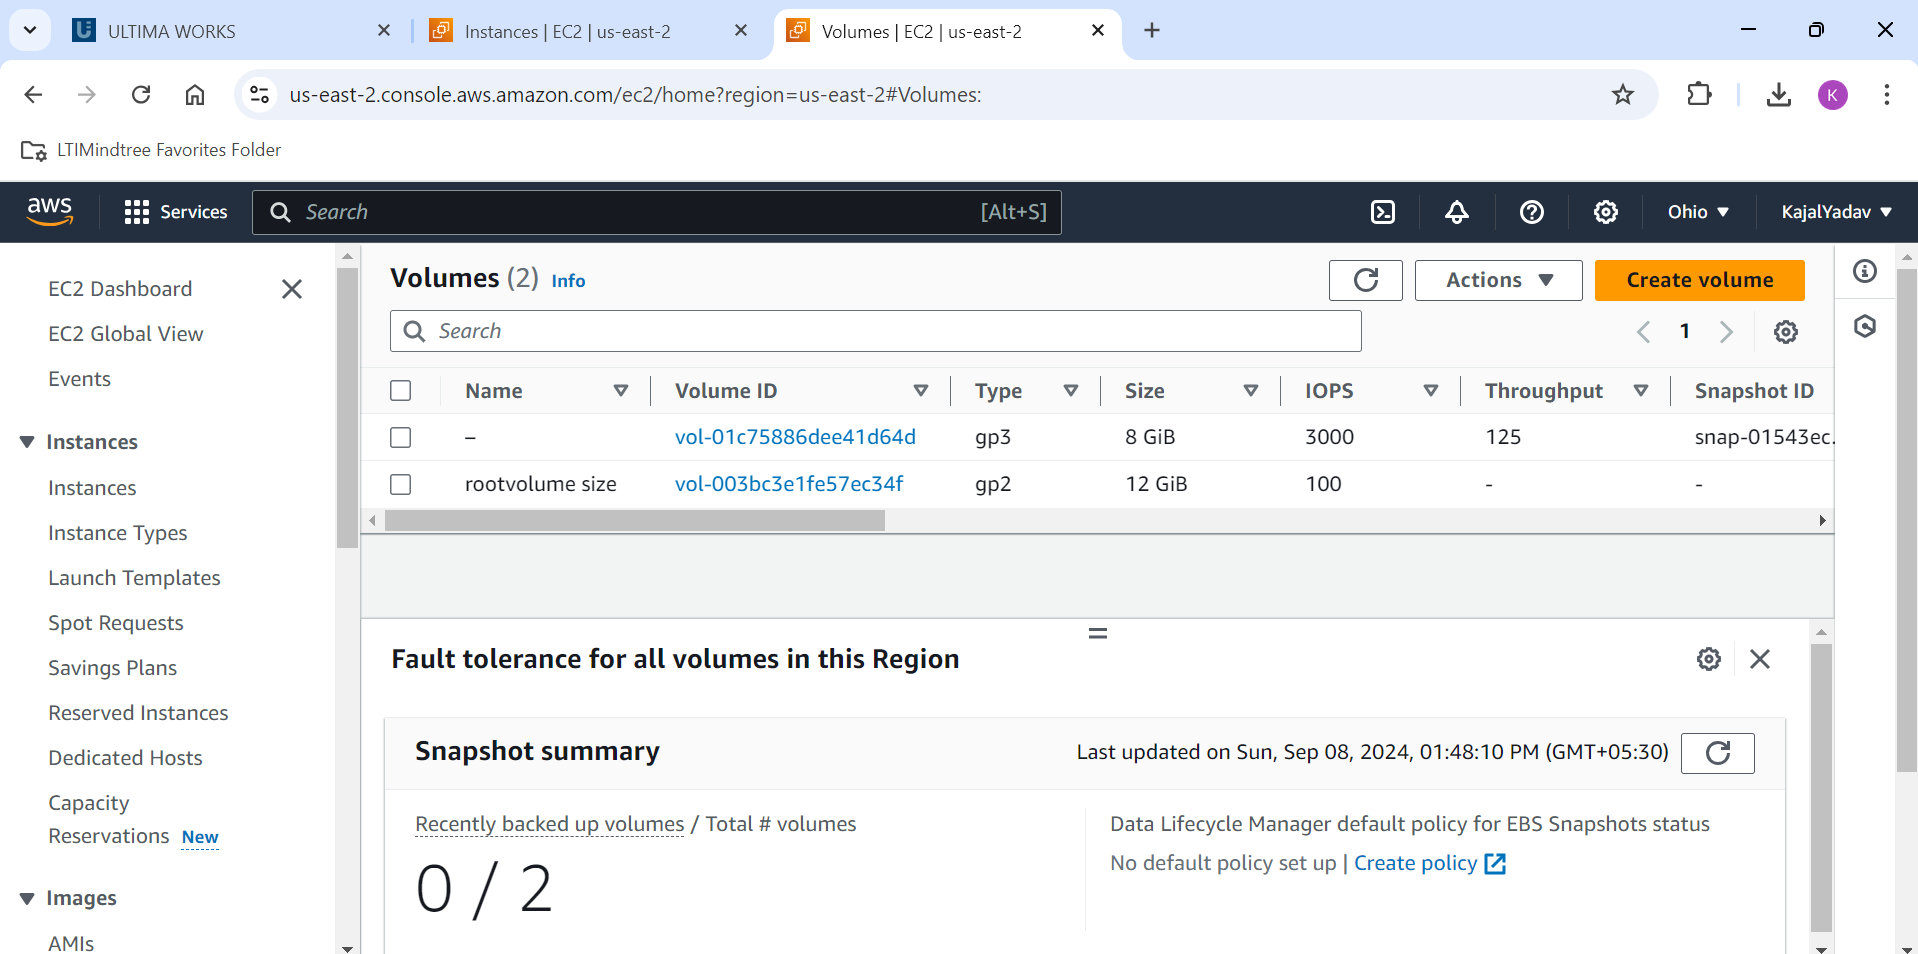 ULTIMA WORKS
Instances | EC2 | us-east-2
Volumes | EC2 | us-east-2
us-east-2.console.aws.amazon.com/ec2/home?region=us-east-2#Volumes:
K
LTIMindtree Favorites Folder
aws
Services
Search
[Alt+S]
Ohio
KajalYadav
EC2 Dashboard
EC2 Global View
Events
Instances
Instances
Instance Types
Launch Templates
Spot Requests
Savings Plans
Reserved Instances
Dedicated Hosts
Capacity
Reservations New
Images
AMIs
Volumes (2) Info
Actions
Create volume
Search
1
Name Volume ID Type Size IOPS Throughput Snapshot ID
– vol-01c75886dee41d64d gp3 8 GiB 3000 125 snap-01543ec.
rootvolume size vol-003bc3e1fe57ec34f gp2 12 GiB 100 - -
Fault tolerance for all volumes in this Region
Snapshot summary
Last updated on Sun, Sep 08, 2024, 01:48:10 PM (GMT+05:30)
Recently backed up volumes / Total # volumes
0 / 2
Data Lifecycle Manager default policy for EBS Snapshots status
No default policy set up | Create policy